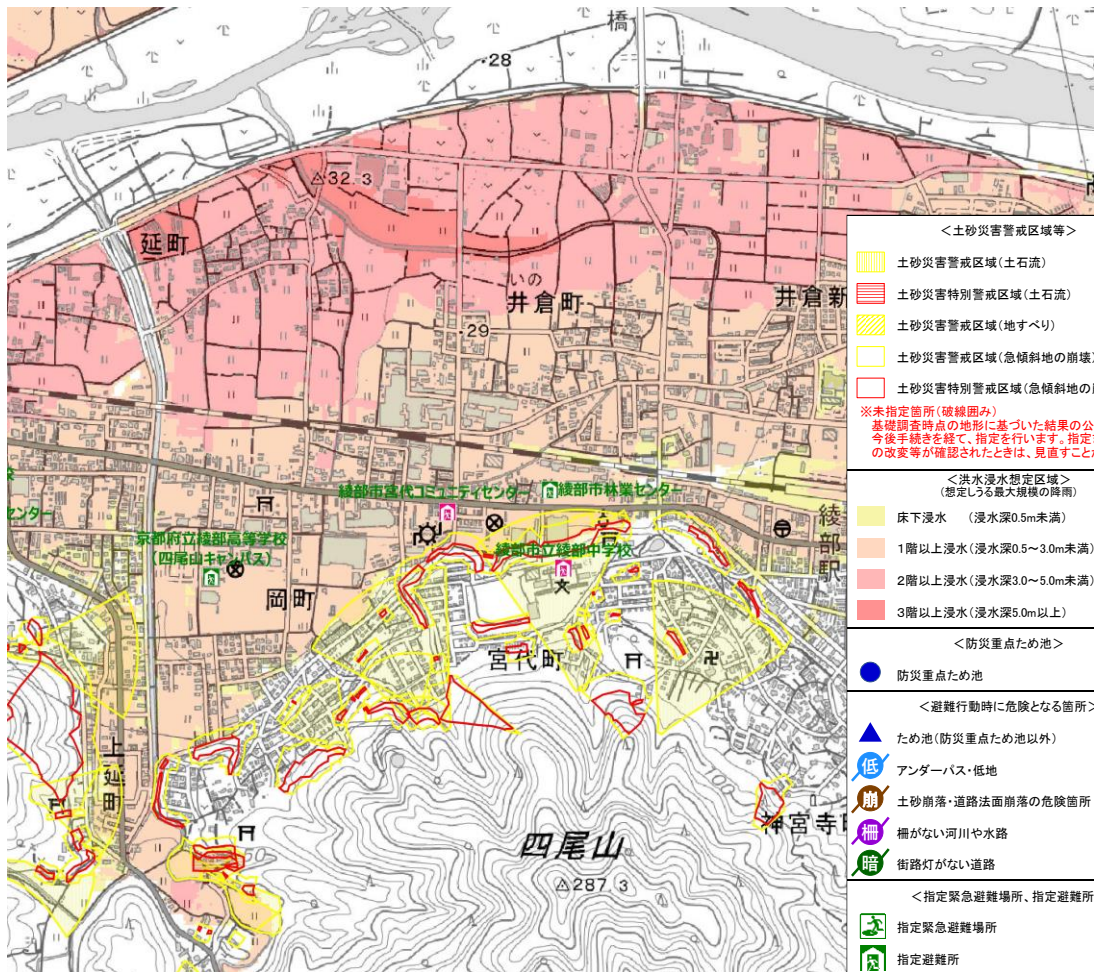 橋
28
32.3
延町
いの
井倉町
井倉新
29
綾部市宮代コミュニティセンター
綾部市林業センター
校
センター
京都府立綾部高等学校
(四尾山キャンパス)
綾部市立綾部中学校
綾部駅
岡町
宮代町
上延町
神宮寺
四尾山
287.3
<土砂災害警戒区域等>
土砂災害警戒区域(土石流)
土砂災害特別警戒区域(土石流)
土砂災害警戒区域(地すべり)
土砂災害警戒区域(急傾斜地の崩壊)
土砂災害特別警戒区域(急傾斜地の
※未指定箇所(破線囲み)
基礎調査時点の地形に基づいた結果の公
今後手続きを経て、指定を行います。指定
の改変等が確認されたときは、見直すことが
<洪水浸水想定区域>
(想定しうる最大規模の降雨)
床下浸水 (浸水深0.5m未満)
1階以上浸水(浸水深0.5~3.0m未満)
2階以上浸水(浸水深3.0~5.0m未満)
3階以上浸水(浸水深5.0m以上)
<防災重点ため池>
防災重点ため池
<避難行動時に危険となる箇所>
ため池(防災重点ため池以外)
低 アンダーパス・低地
崩 土砂崩落・道路法面崩落の危険箇所
柵 柵がない河川や水路
暗 街路灯がない道路
<指定緊急避難場所、指定避難所
指定緊急避難場所
指定避難所